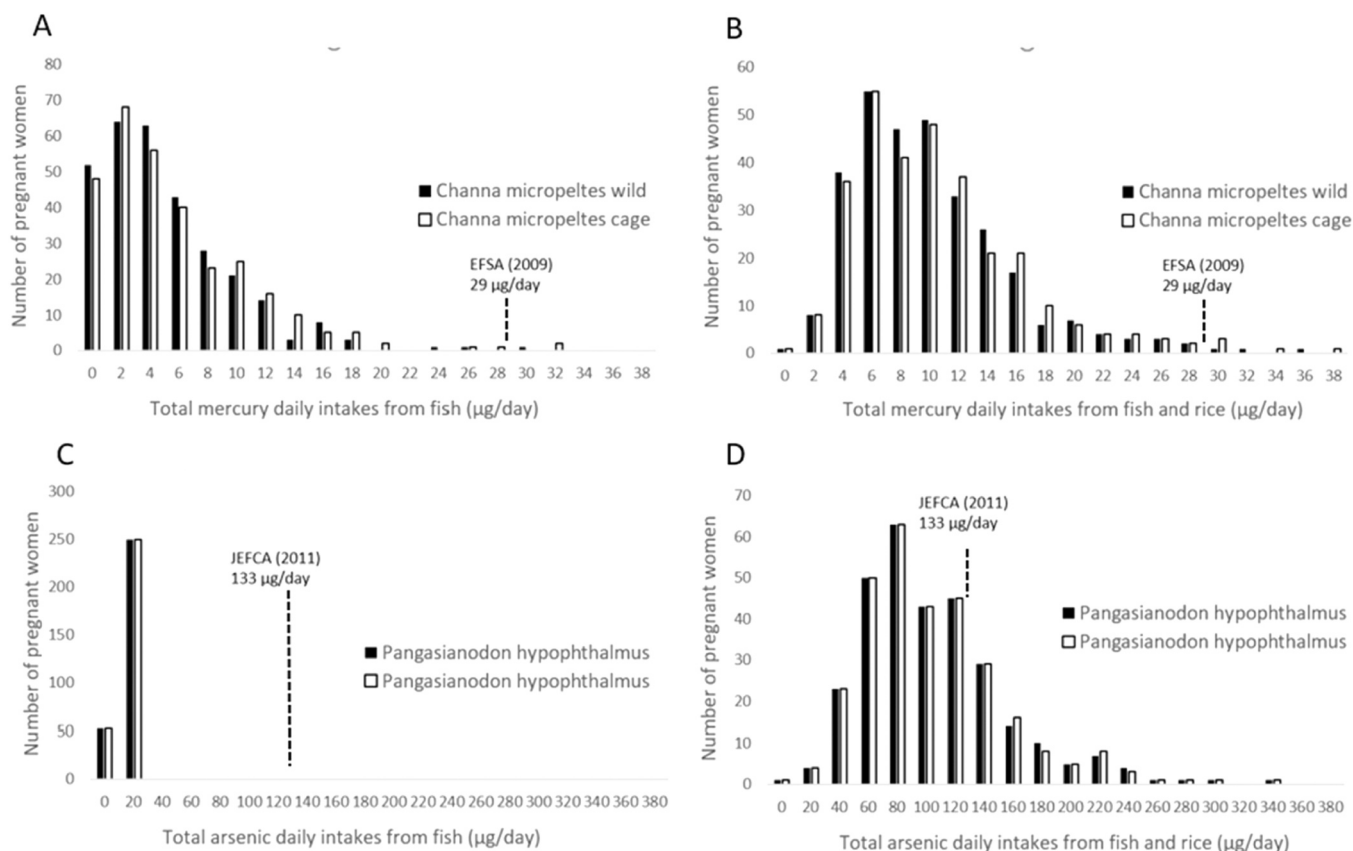 A
80
70
60
50
40
30
20
10
0
Number of pregnant women
Channa micropeltes wild
Channa micropeltes cage
EFSA (2009)
29 µg/day
0 2 4 6 8 10 12 14 16 18 20 22 24 26 28 30 32 34 36 38
Total mercury daily intakes from fish (µg/day)
B
60
50
40
30
20
10
0
Number of pregnant women
Channa micropeltes wild
Channa micropeltes cage
EFSA (2009)
29 µg/day
0 2 4 6 8 10 12 14 16 18 20 22 24 26 28 30 32 34 36 38
Total mercury daily intakes from fish and rice (µg/day)
C
300
250
200
150
100
50
0
Number of pregnant women
JEFCA (2011)
133 µg/day
Pangasianodon hypophthalmus
Pangasianodon hypophthalmus
0 20 40 60 80 100 120 140 160 180 200 220 240 260 280 300 320 340 360 380
Total arsenic daily intakes from fish (µg/day)
D
70
60
50
40
30
20
10
0
Number of pregnant women
JEFCA (2011)
133 µg/day
Pangasianodon hypophthalmus
Pangasianodon hypophthalmus
0 20 40 60 80 100 120 140 160 180 200 220 240 260 280 300 320 340 360 380
Total arsenic daily intakes from fish and rice (µg/day)